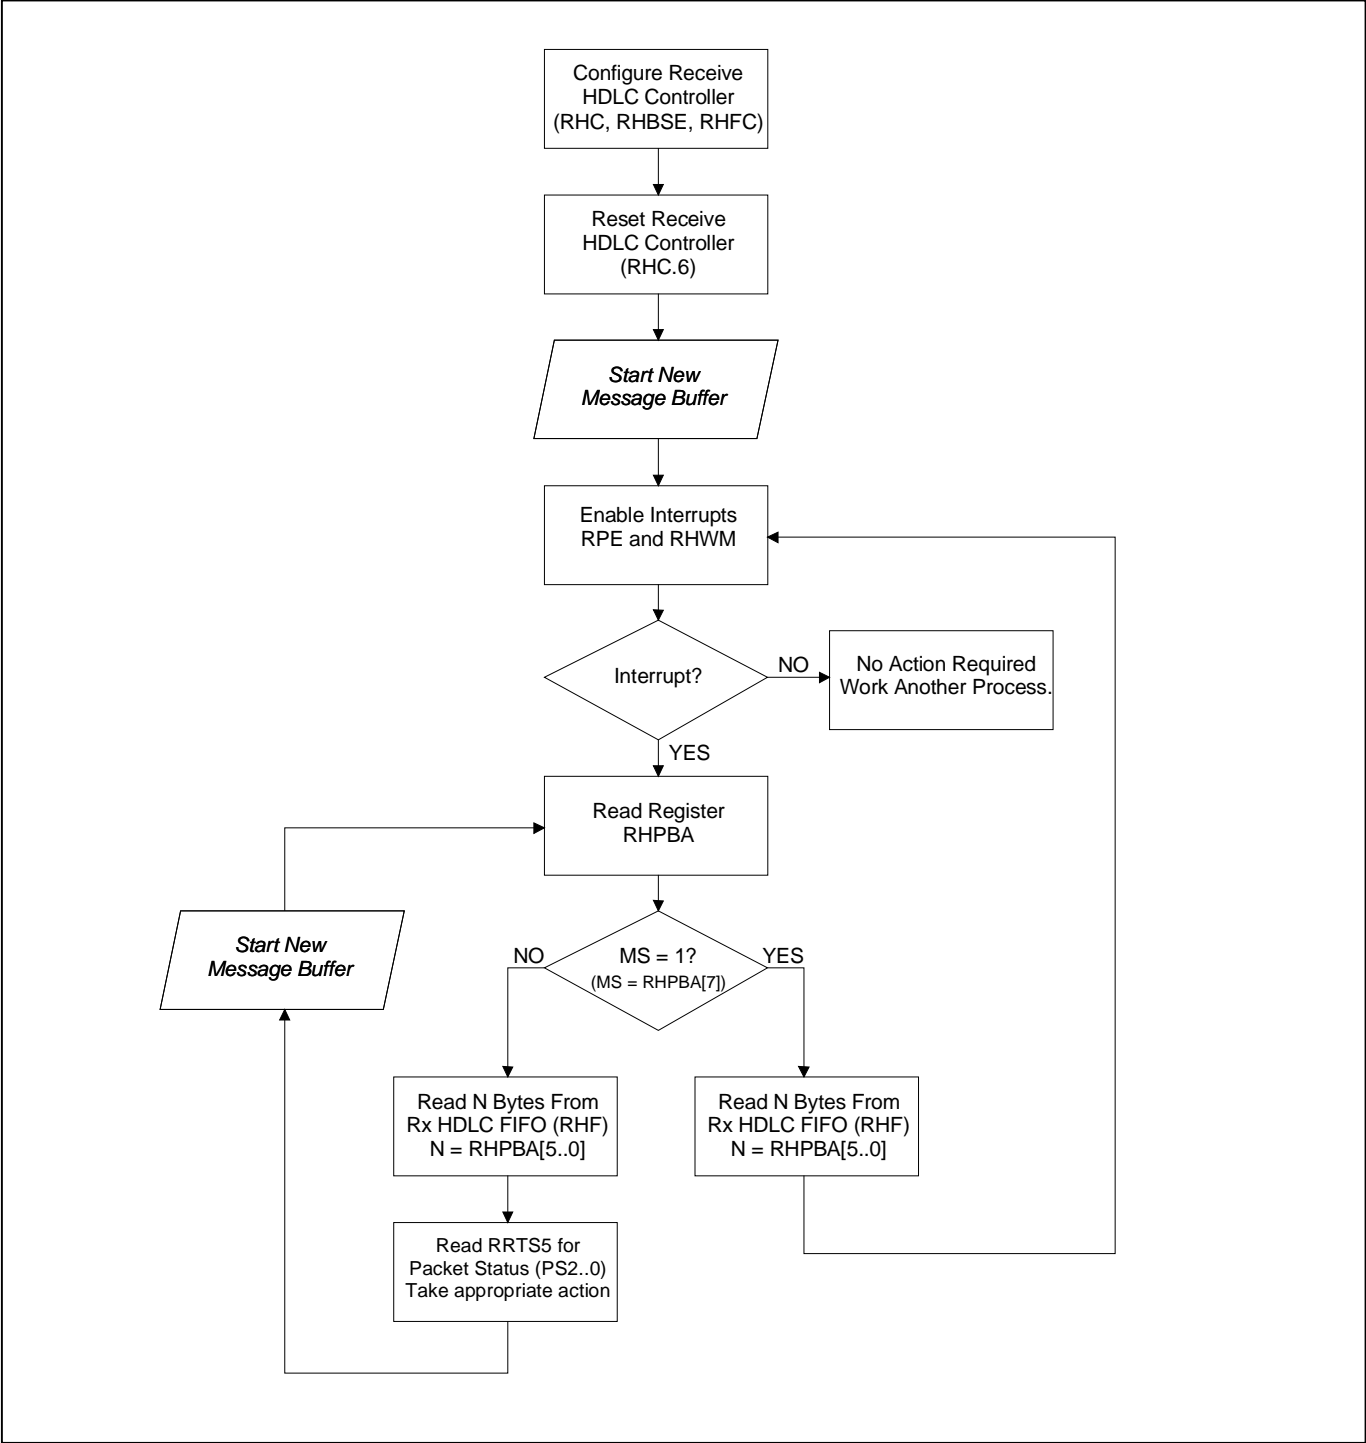 Configure Receive
HDLC Controller
(RHC, RHBSE, RHFC)
Reset Receive
HDLC Controller
(RHC.6)
Start New
Message Buffer
Enable Interrupts
RPE and RHWM
Interrupt?
NO
No Action Required
Work Another Process.
YES
Read Register
RHPBA
Start New
Message Buffer
NO
MS = 1?
(MS = RHPBA[7])
YES
Read N Bytes From
Rx HDLC FIFO (RHF)
N = RHPBA[5..0]
Read N Bytes From
Rx HDLC FIFO (RHF)
N = RHPBA[5..0]
Read RRTS5 for
Packet Status (PS2..0)
Take appropriate action